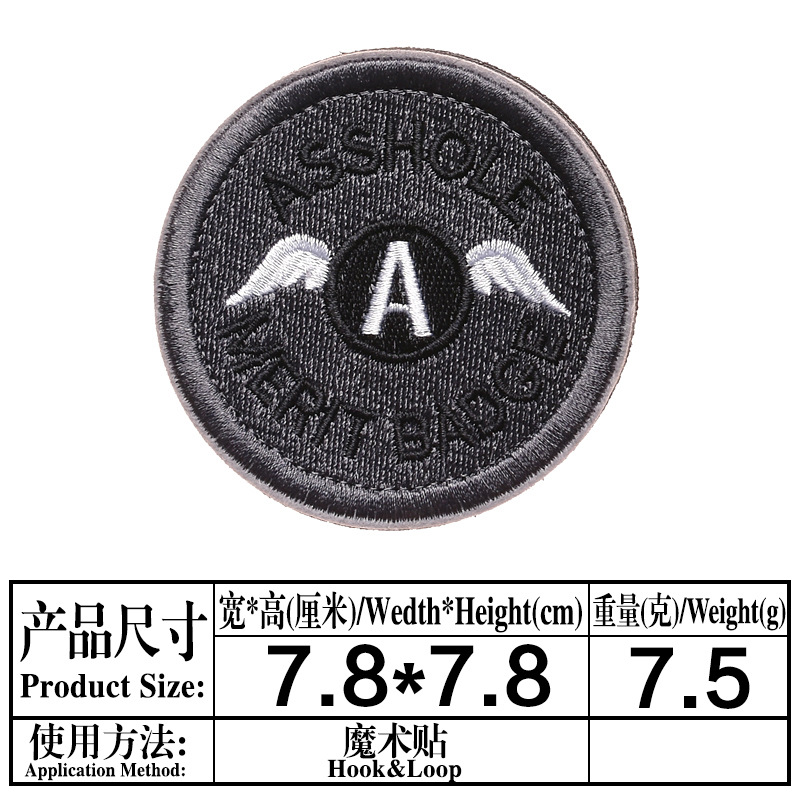 ASSHOLE
A
MERIT BADGE
产品尺寸
Product Size:
宽*高(厘米)/Wedth*Height(cm)
重量(克)/Weight(g)
7.8*7.8
7.5
使用方法:
Application Method:
魔术贴
Hook&Loop